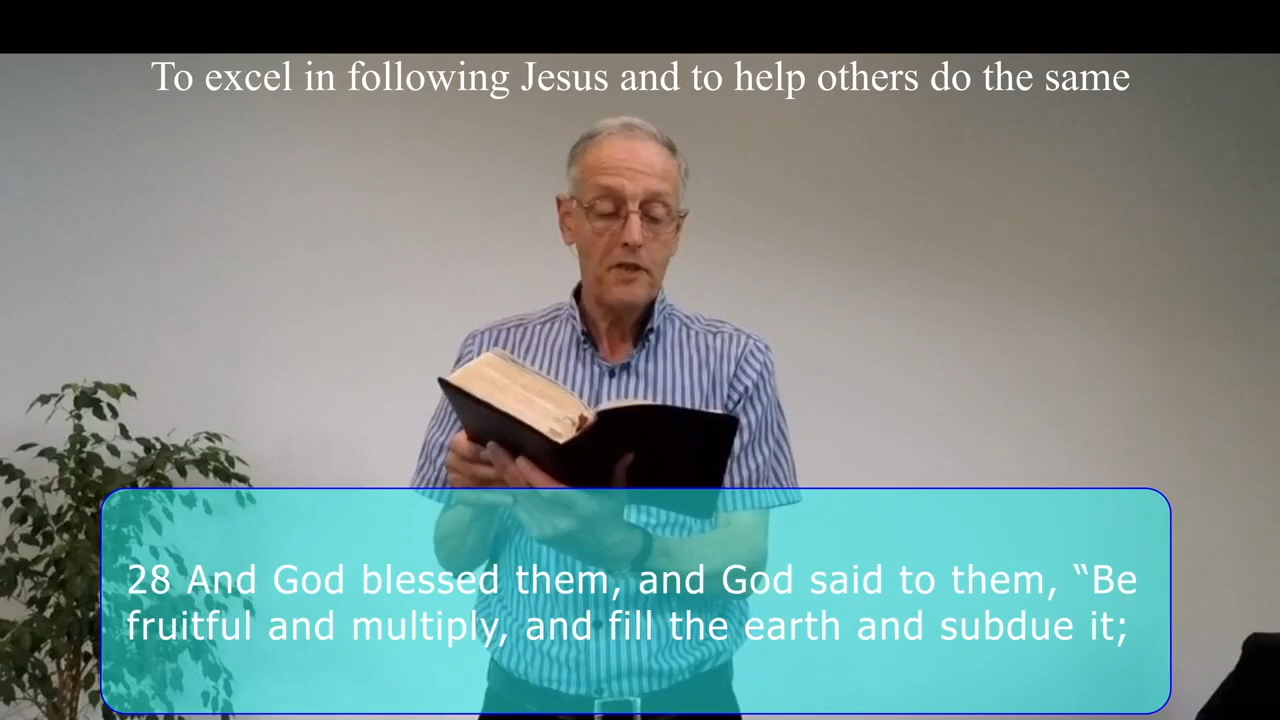 To excel in following Jesus and to help others do the same
28 And God blessed them, and God said to them, “Be
fruitful and multiply, and fill the earth and subdue it;